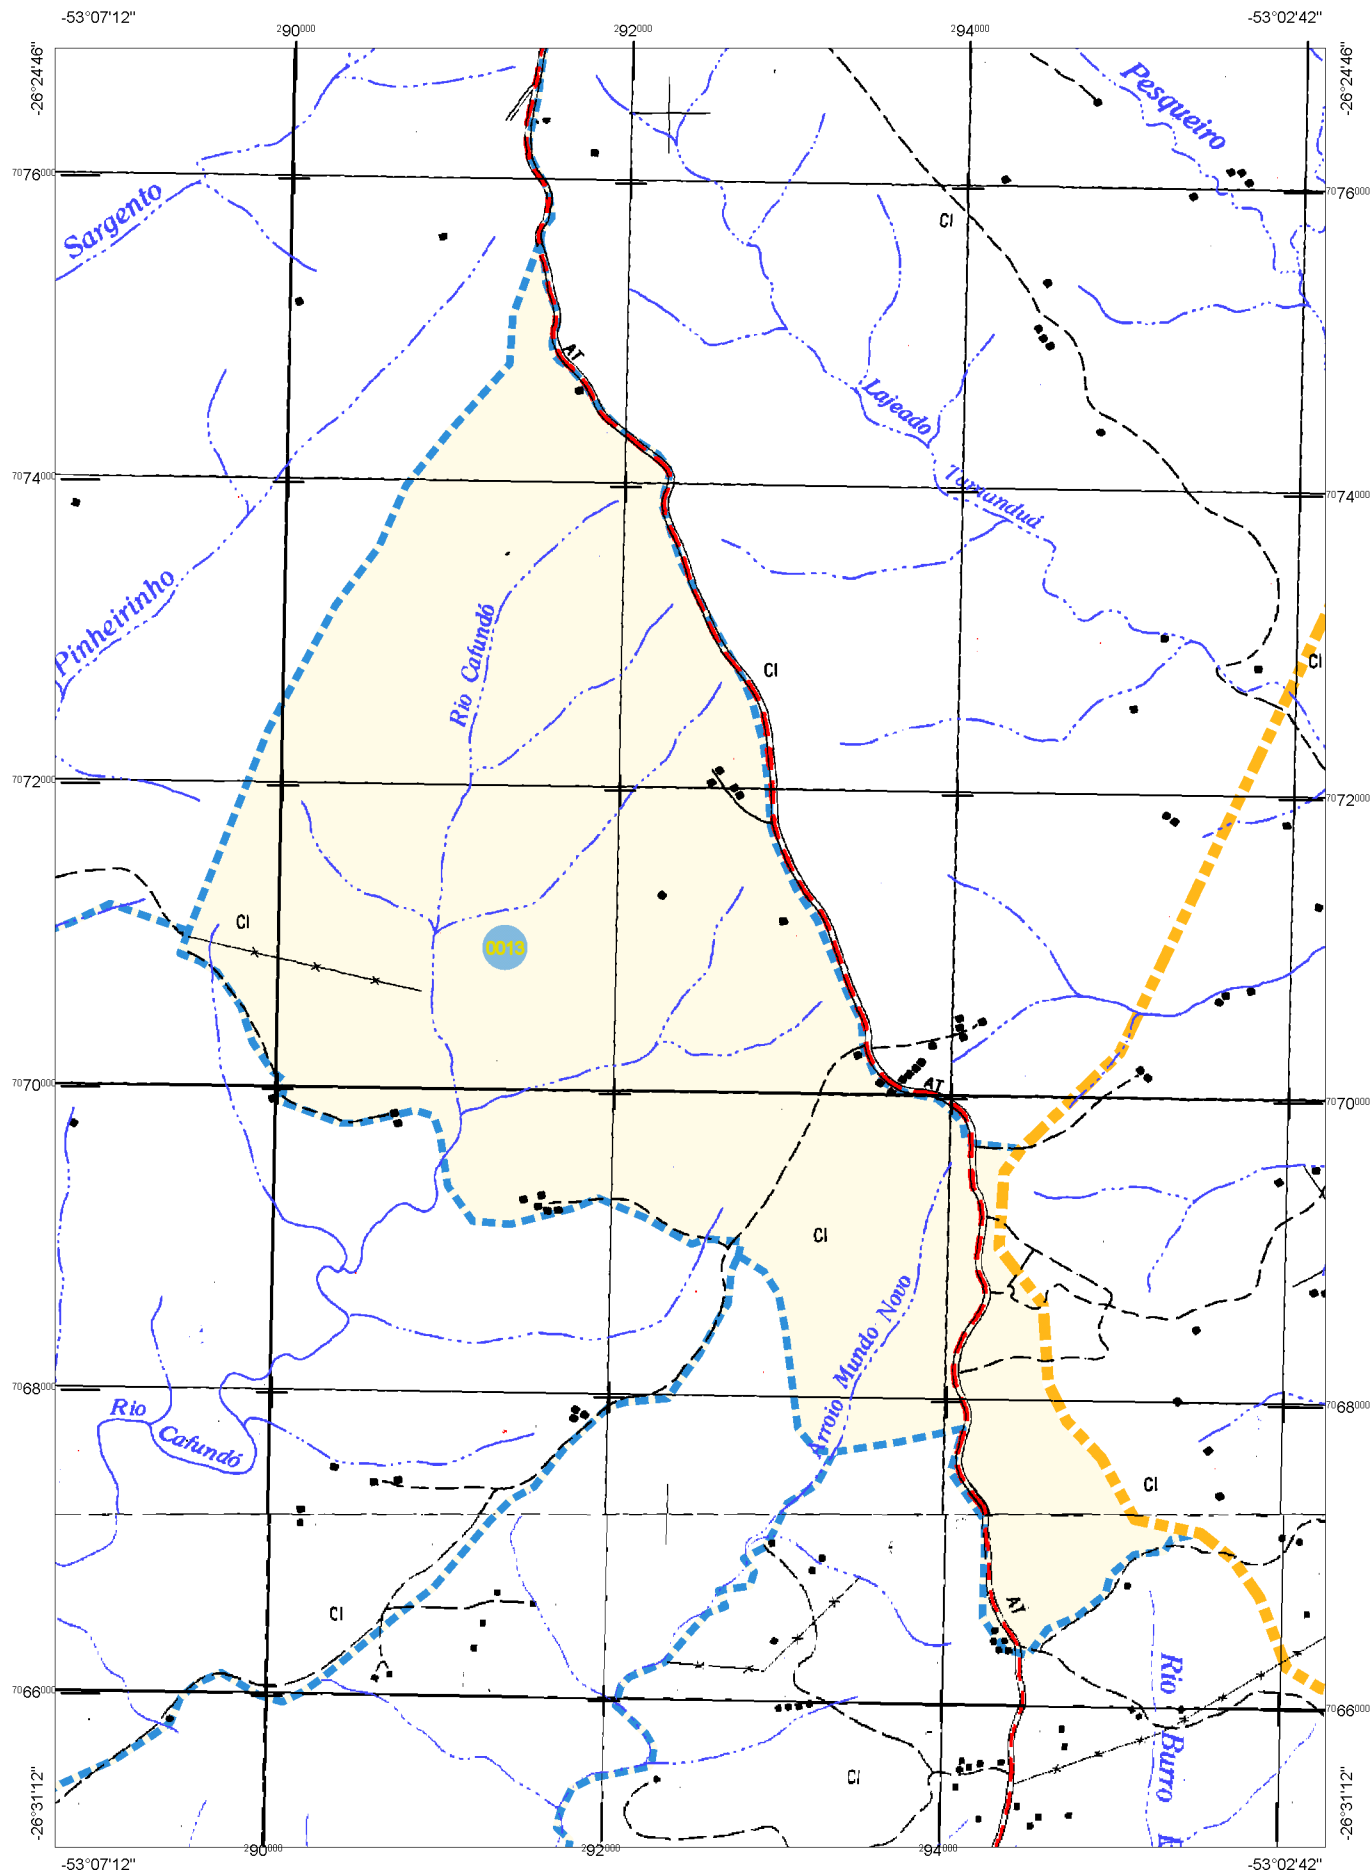 -53°07'12"
-53°02'42"
290000
292000
294000
-26°24'46"
-26°24'46"
Pesqueiro
7076000
7076000
Sargento
CI
AT
Lajeado
Tamanduá
7074000
7074000
Pinheirinho
Rio Cafundó
CI
CI
7072000
7072000
CI
0013
AT
7070000
7070000
CI
Arroio Mundo Novo
7068000
7068000
Rio
Cafundó
CI
CI
AT
Rio Burro
7066000
7066000
CI
-26°31'12"
-26°31'12"
290000
292000
294000
-53°07'12"
-53°02'42"